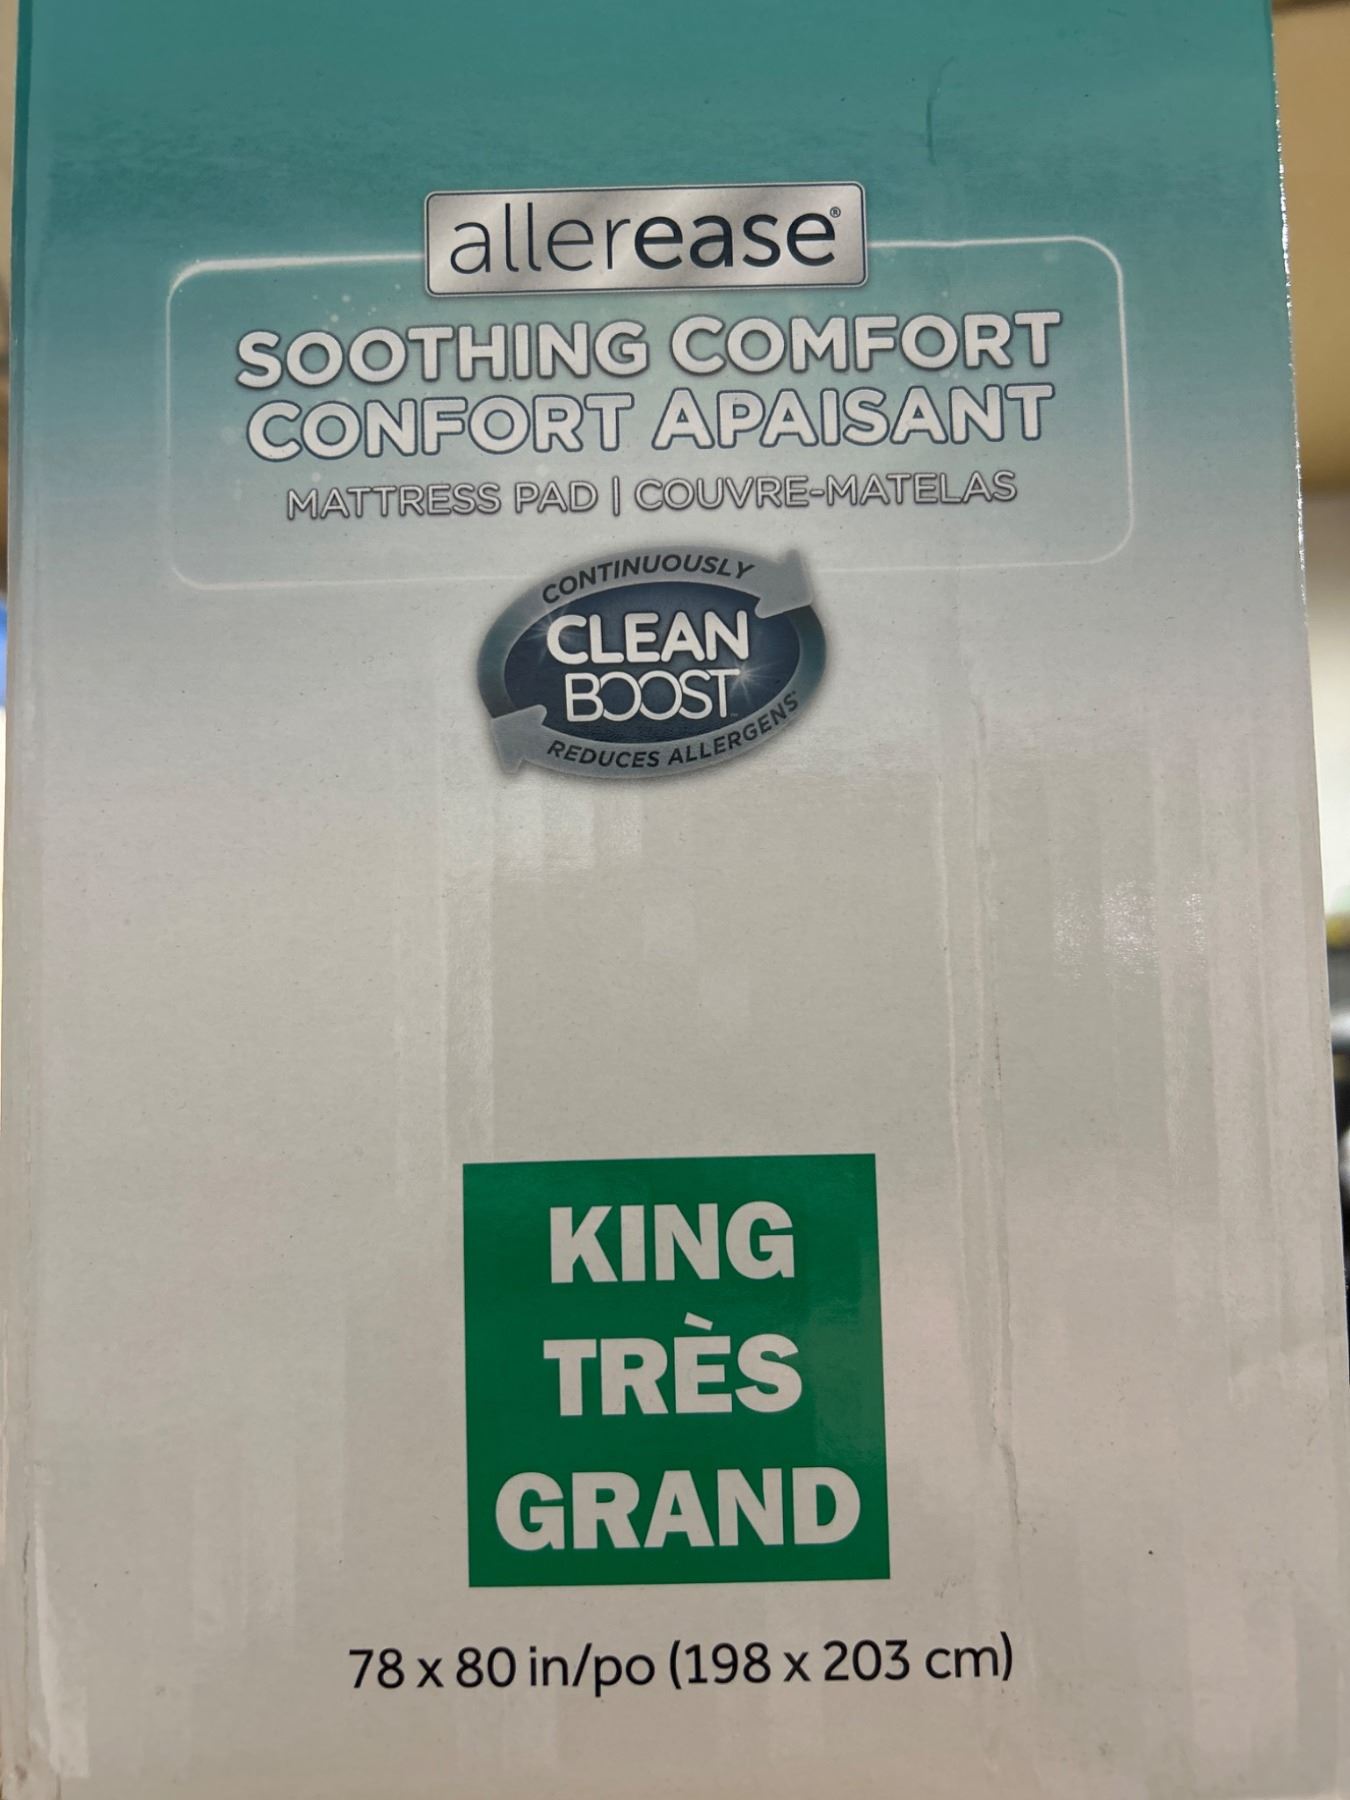 allerease®
SOOTHING COMFORT
CONFORT APAISANT
MATTRESS PAD | COUVRE-MATELAS
CONTINUOUSLY
CLEAN
BOOST™
REDUCES ALLERGENS*
KING
TRÈS
GRAND
78 x 80 in/po (198 x 203 cm)